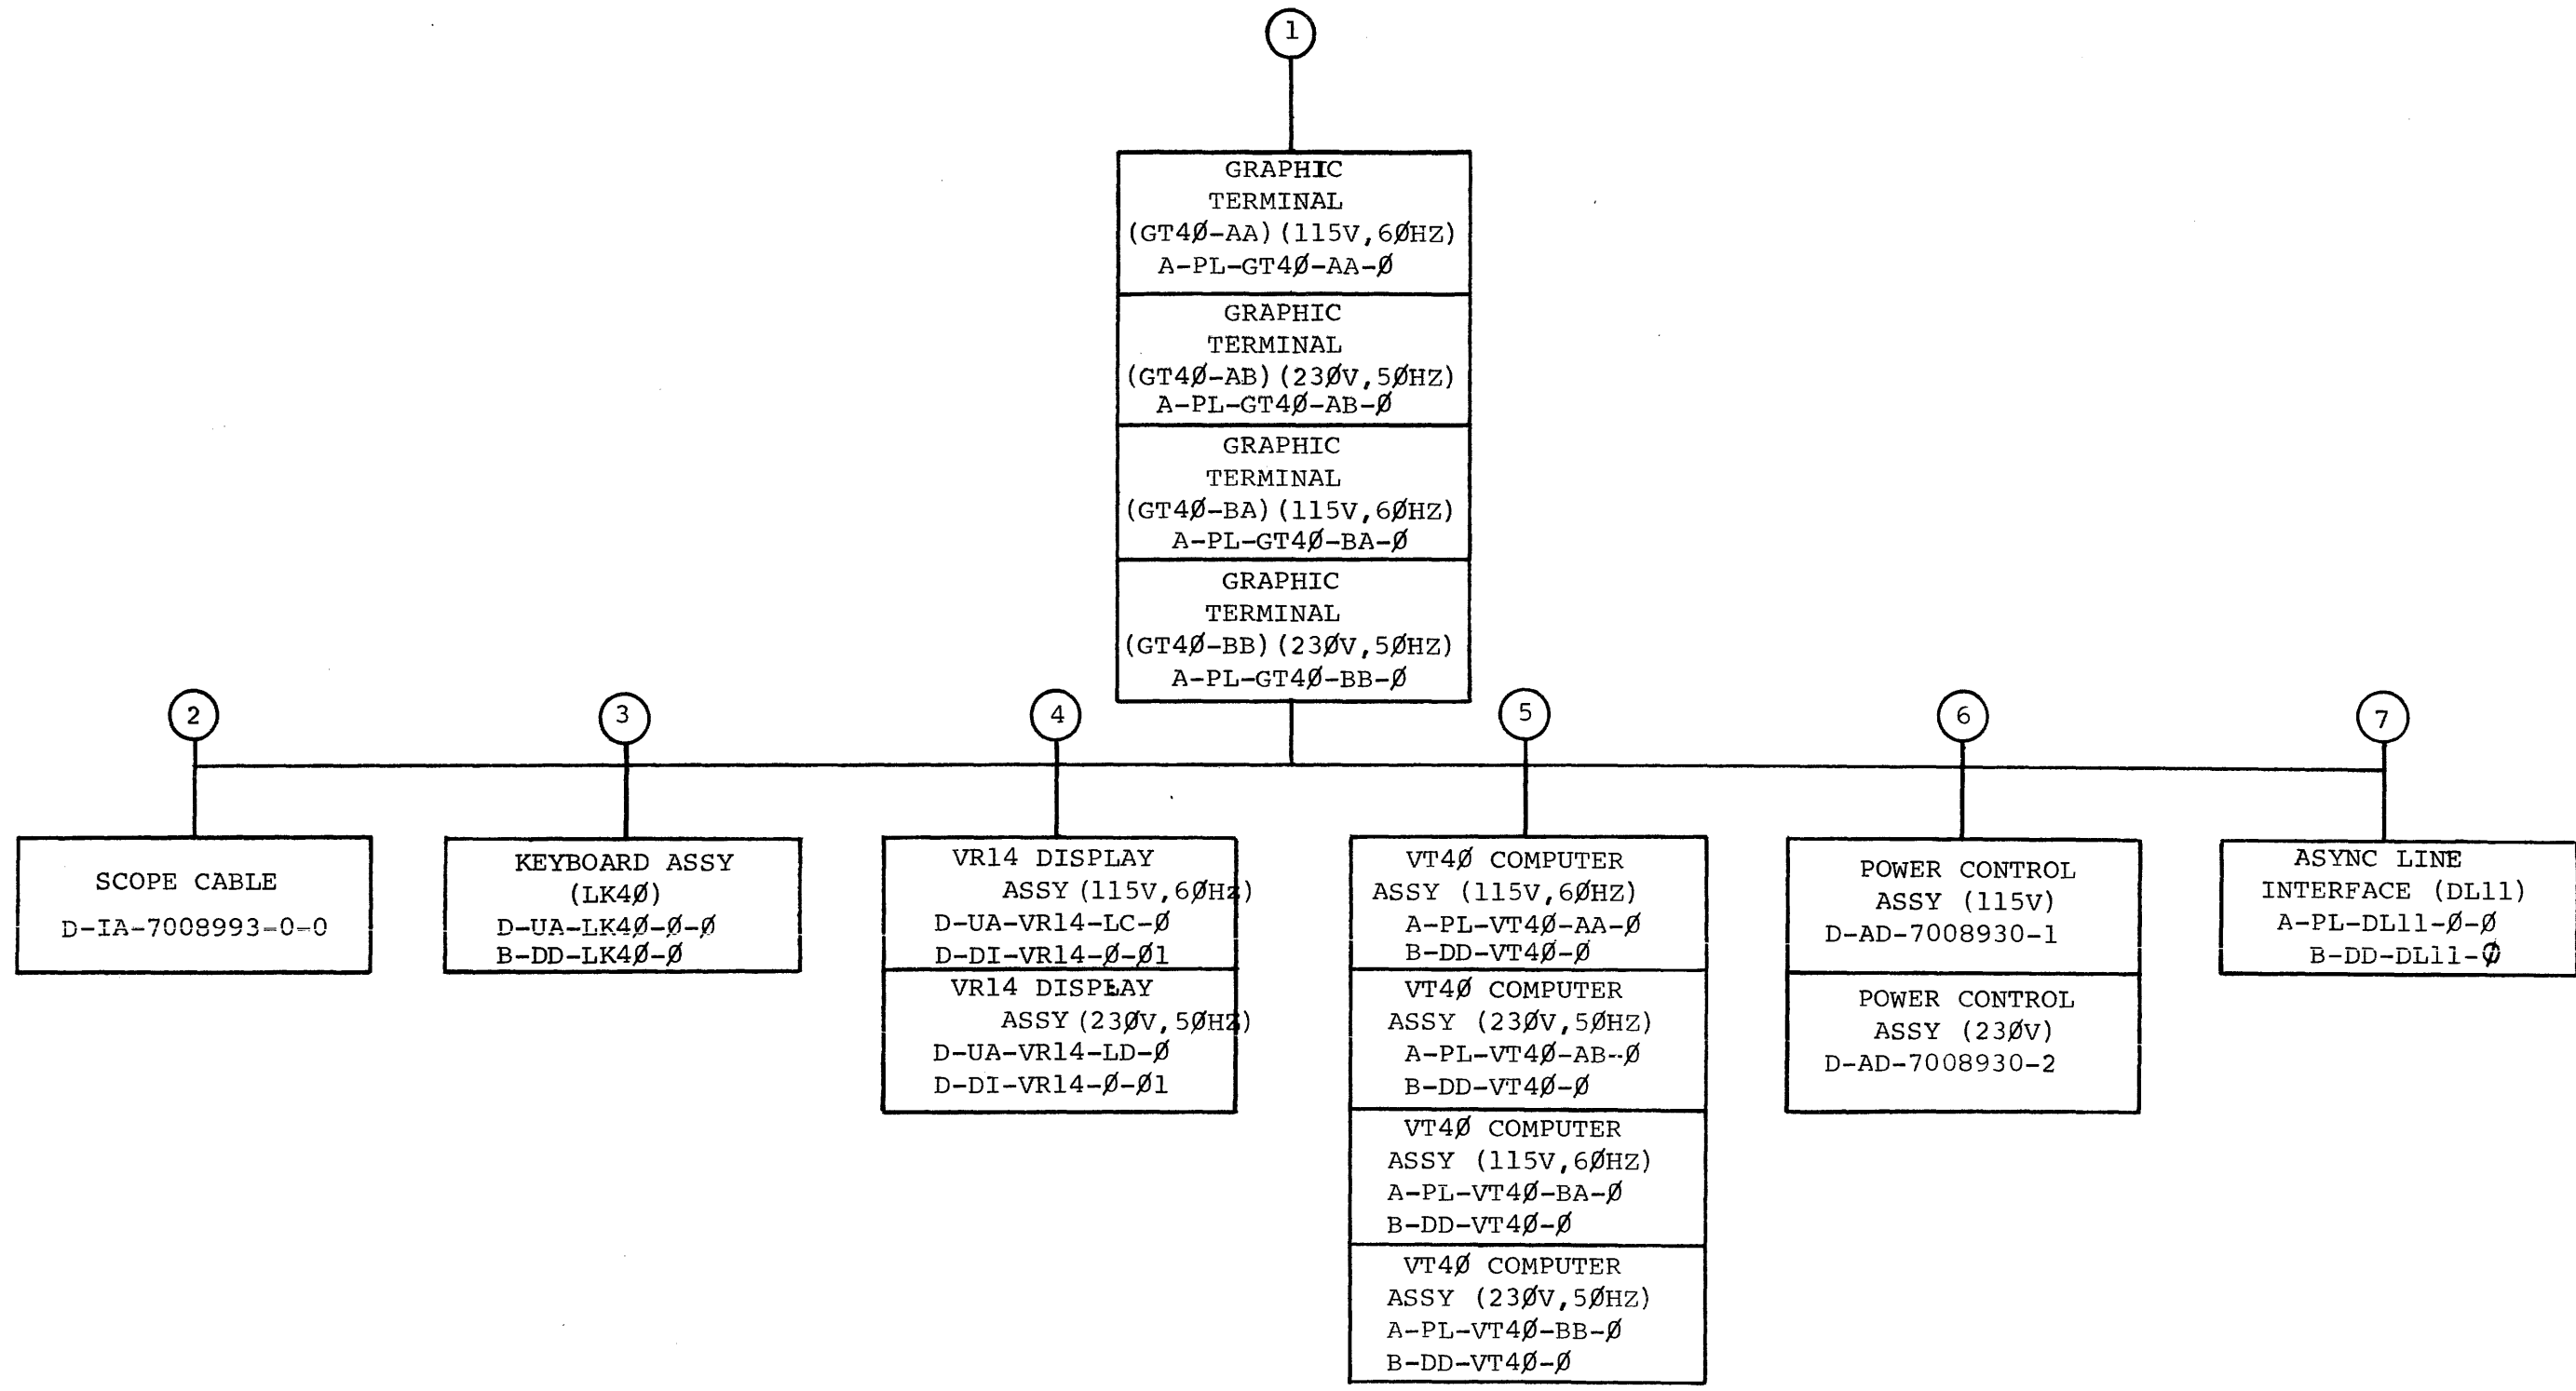 1
GRAPHIC
TERMINAL
(GT4Ø-AA)(115V,6ØHZ)
A-PL-GT4Ø-AA-Ø
GRAPHIC
TERMINAL
(GT4Ø-AB)(23ØV,5ØHZ)
A-PL-GT4Ø-AB-Ø
GRAPHIC
TERMINAL
(GT4Ø-BA)(115V,6ØHZ)
A-PL-GT4Ø-BA-Ø
GRAPHIC
TERMINAL
(GT4Ø-BB)(23ØV,5ØHZ)
A-PL-GT4Ø-BB-Ø
2
SCOPE CABLE
D-IA-7008993-0-0
3
KEYBOARD ASSY
(LK4Ø)
D-UA-LK4Ø-Ø-Ø
B-DD-LK4Ø-Ø
4
VR14 DISPLAY
ASSY (115V,6ØHz)
D-UA-VR14-LC-Ø
D-DI-VR14-Ø-Ø1
VR14 DISPLAY
ASSY (23ØV,5ØHZ)
D-UA-VR14-LD-Ø
D-DI-VR14-Ø-Ø1
5
VT4Ø COMPUTER
ASSY (115V,6ØHZ)
A-PL-VT4Ø-AA-Ø
B-DD-VT4Ø-Ø
VT4Ø COMPUTER
ASSY (23ØV,5ØHZ)
A-PL-VT4Ø-AB-Ø
B-DD-VT4Ø-Ø
VT4Ø COMPUTER
ASSY (115V,6ØHZ)
A-PL-VT4Ø-BA-Ø
B-DD-VT4Ø-Ø
VT4Ø COMPUTER
ASSY (23ØV,5ØHZ)
A-PL-VT4Ø-BB-Ø
B-DD-VT4Ø-Ø
6
POWER CONTROL
ASSY (115V)
D-AD-7008930-1
POWER CONTROL
ASSY (23ØV)
D-AD-7008930-2
7
ASYNC LINE
INTERFACE (DL11)
A-PL-DL11-Ø-Ø
B-DD-DL11-Ø